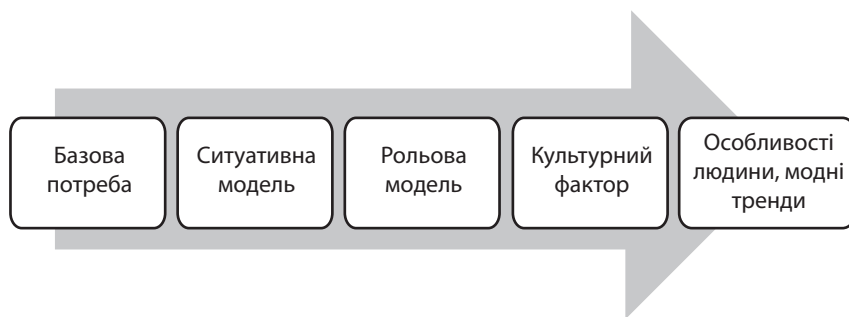 Базова
потреба
Ситуативна
модель
Рольова
модель
Культурний
фактор
Особливості
людини, модні
тренди